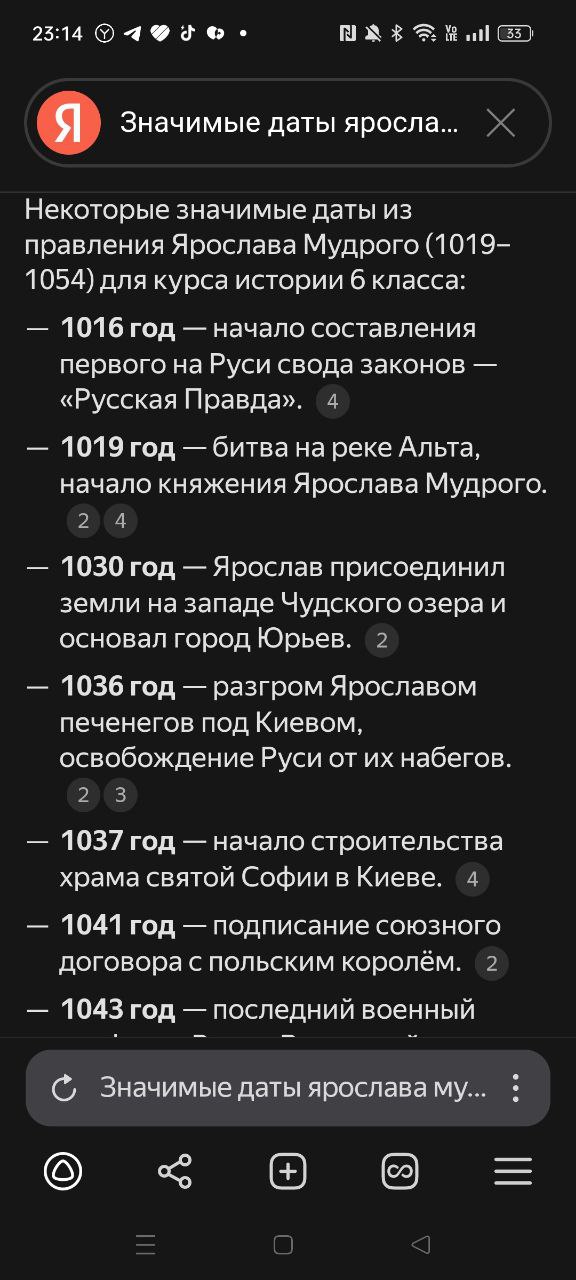 23:14
33
Я Значимые даты яросла...
Некоторые значимые даты из
правления Ярослава Мудрого (1019–
1054) для курса истории 6 класса:
— 1016 год — начало составления
первого на Руси свода законов —
«Русская Правда». 4
— 1019 год — битва на реке Альта,
начало княжения Ярослава Мудрого.
2 4
— 1030 год — Ярослав присоединил
земли на западе Чудского озера и
основал город Юрьев. 2
— 1036 год — разгром Ярославом
печенегов под Киевом,
освобождение Руси от их набегов.
2 3
— 1037 год — начало строительства
храма святой Софии в Киеве. 4
— 1041 год — подписание союзного
договора с польским королём. 2
— 1043 год — последний военный
Значимые даты ярослава му...